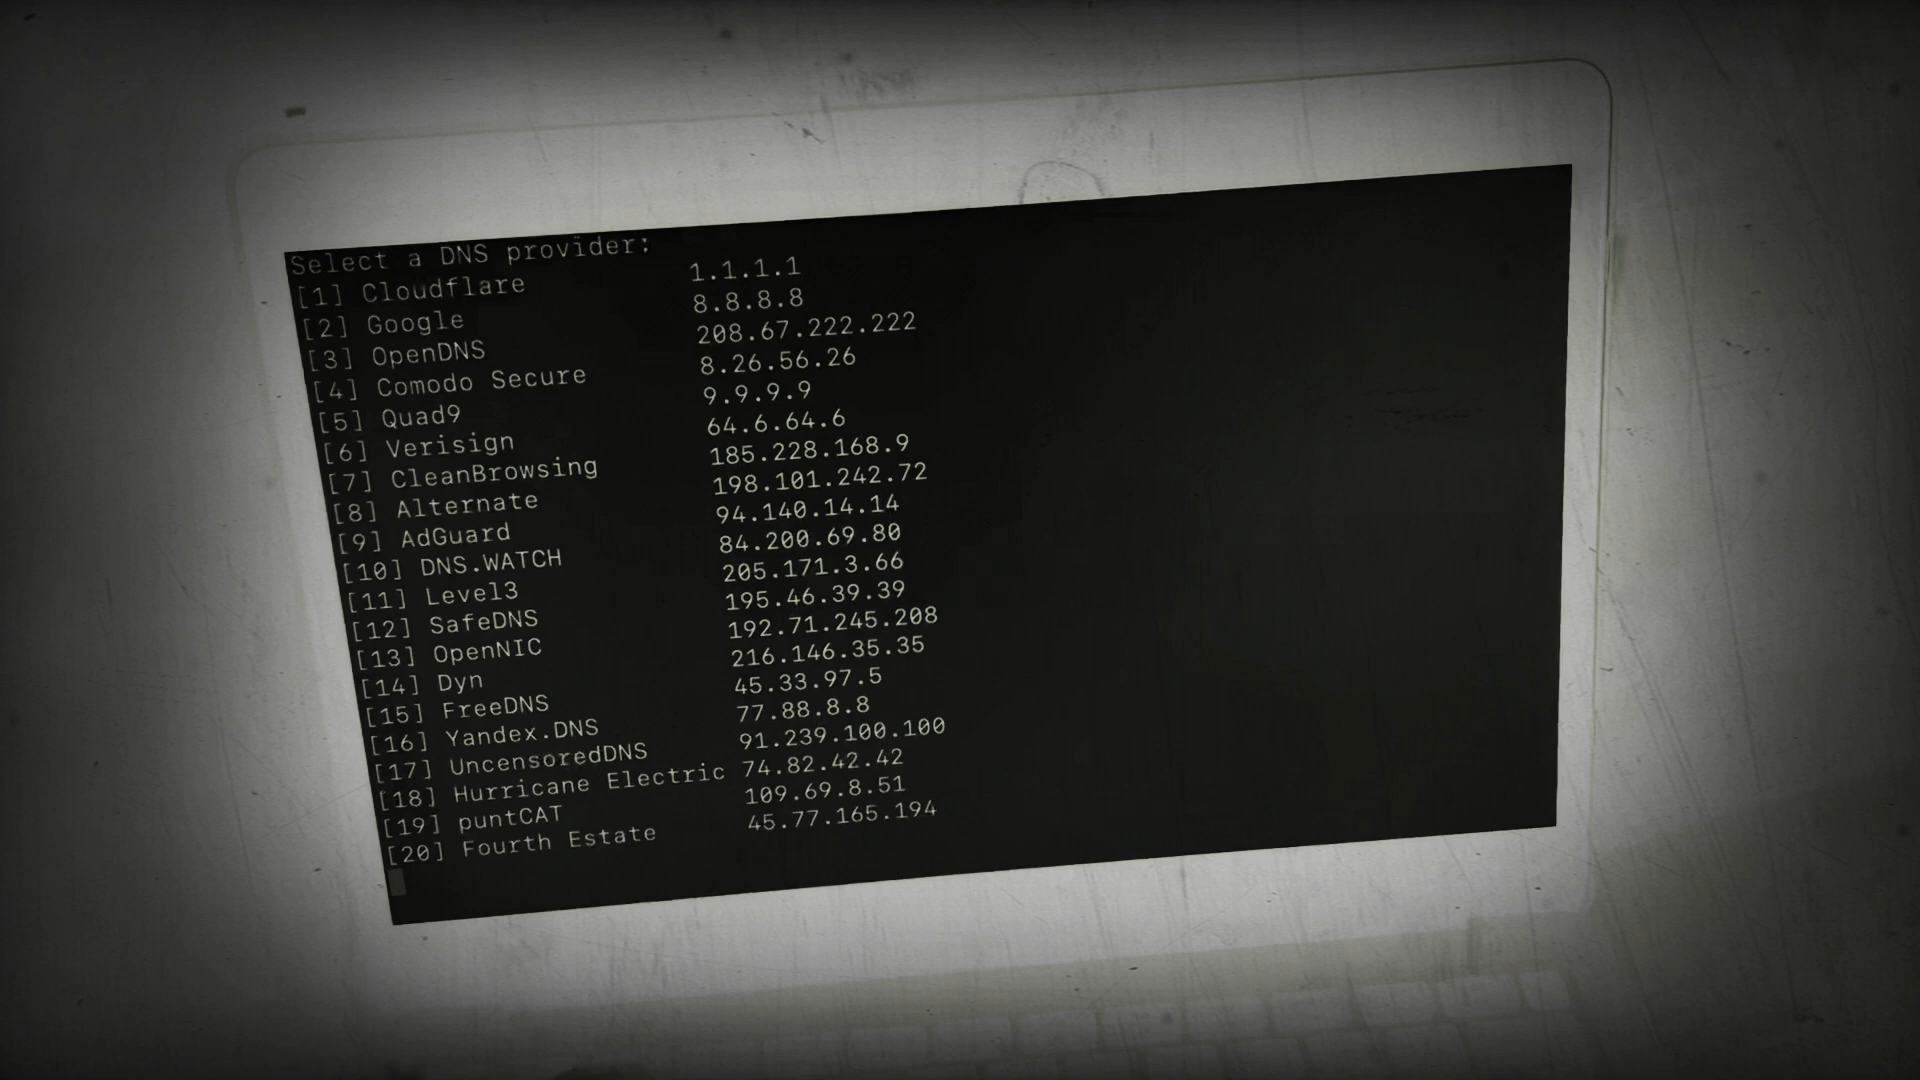 Select a DNS provider:
[1] Cloudflare 1.1.1.1
[2] Google 8.8.8.8
[3] OpenDNS 208.67.222.222
[4] Comodo Secure 8.26.56.26
[5] Quad9 9.9.9.9
[6] Verisign 64.6.64.6
[7] CleanBrowsing 185.228.168.9
[8] Alternate 198.101.242.72
[9] AdGuard 94.140.14.14
[10] DNS.WATCH 84.200.69.80
[11] Level3 205.171.3.66
[12] SafeDNS 195.46.39.39
[13] OpenNIC 192.71.245.208
[14] Dyn 216.146.35.35
[15] FreeDNS 45.33.97.5
[16] Yandex.DNS 77.88.8.8
[17] UncensoredDNS 91.239.100.100
[18] Hurricane Electric 74.82.42.42
[19] puntCAT 109.69.8.51
[20] Fourth Estate 45.77.165.194